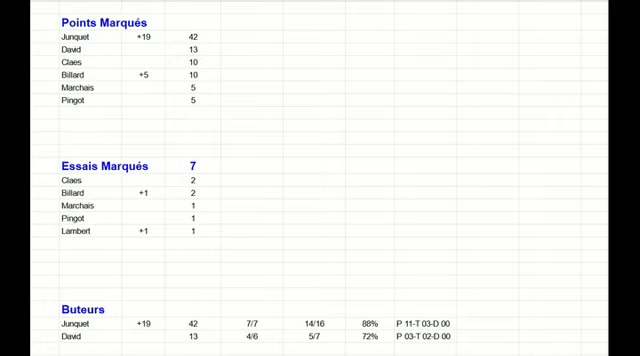 Points Marqués
Junquet +19 42
David 13
Claes 10
Billard +5 10
Marchais 5
Pingot 5
Essais Marqués 7
Claes 2
Billard +1 2
Marchais 1
Pingot 1
Lambert +1 1
Buteurs
Junquet +19 42 7/7 14/16 88% P 11-T 03-D 00
David 13 4/6 5/7 72% P 03-T 02-D 00